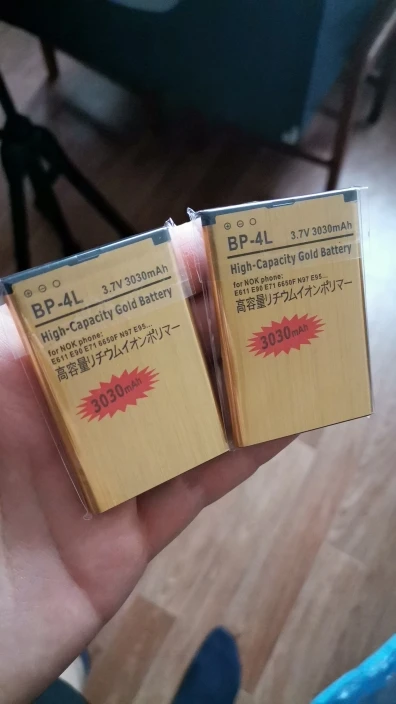 BP-4L 3.7V 3030mAh
High-Capacity Gold Battery
for NOK phone:
E611 E90 E71 6650F N97 E95...
高容量リチウムイオンポリマー
3030mAh
BP-4L 3.7V 3030mAh
High-Capacity Gold Battery
for NOK phone:
E611 E90 E71 6650F N97 E95...
高容量リチウムイオンポリマー
3030mAh